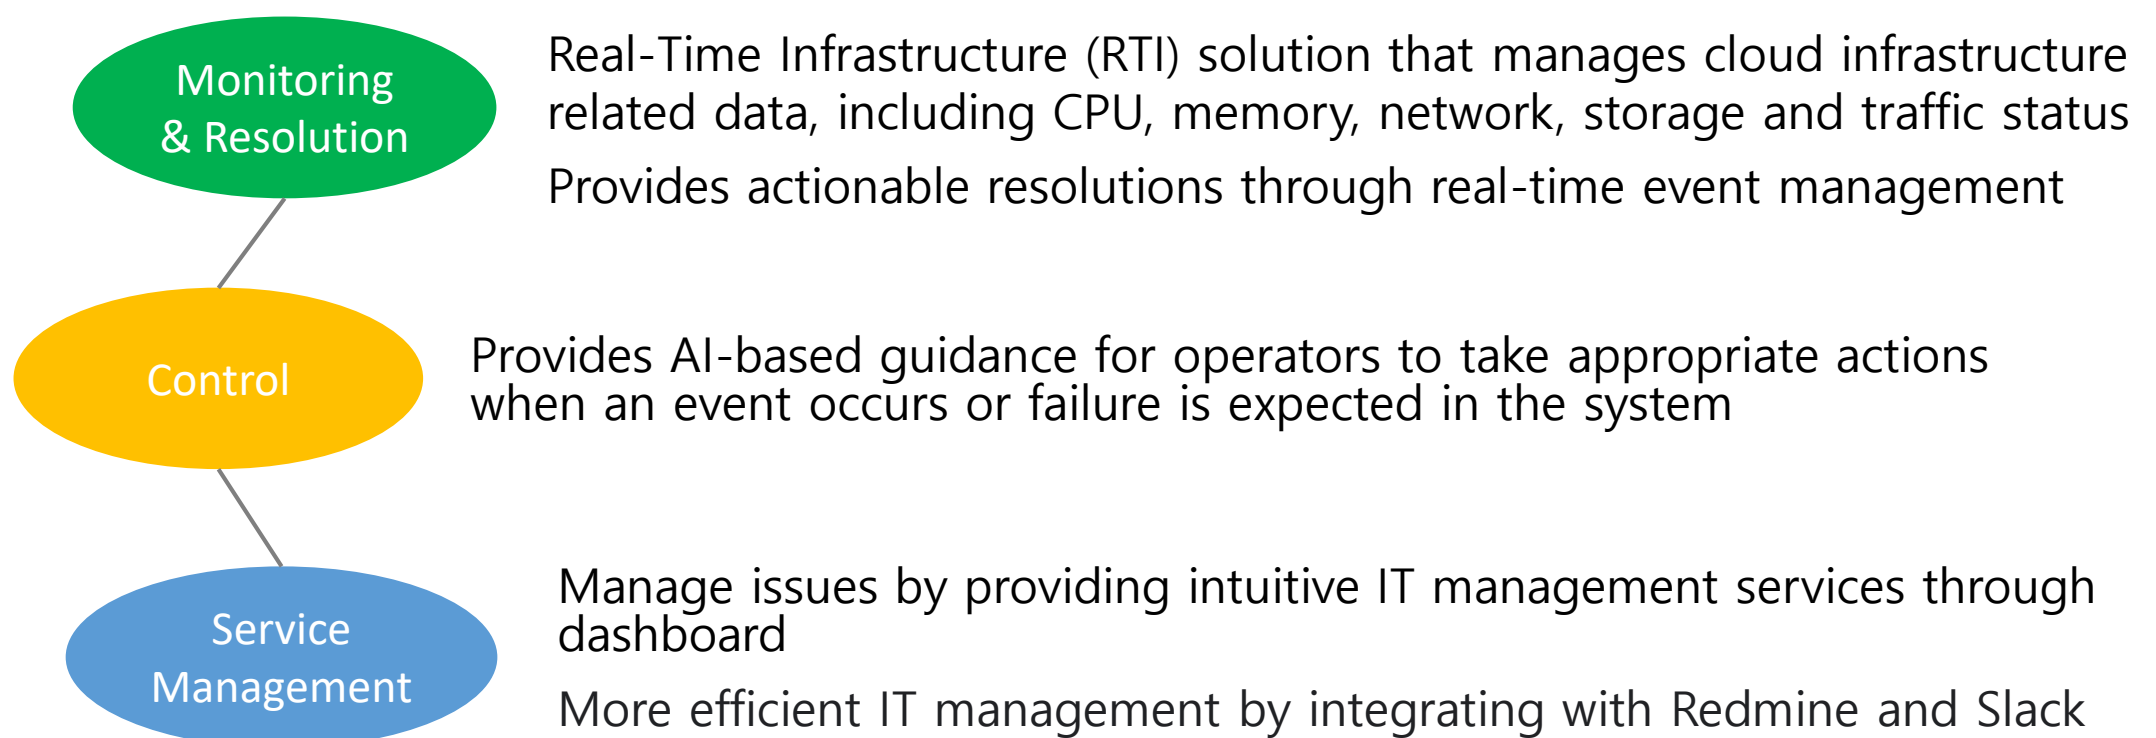 Monitoring
& Resolution
Real-Time Infrastructure (RTI) solution that manages cloud infrastructure
related data, including CPU, memory, network, storage and traffic status
Provides actionable resolutions through real-time event management
Control
Provides AI-based guidance for operators to take appropriate actions
when an event occurs or failure is expected in the system
Service
Management
Manage issues by providing intuitive IT management services through
dashboard
More efficient IT management by integrating with Redmine and Slack